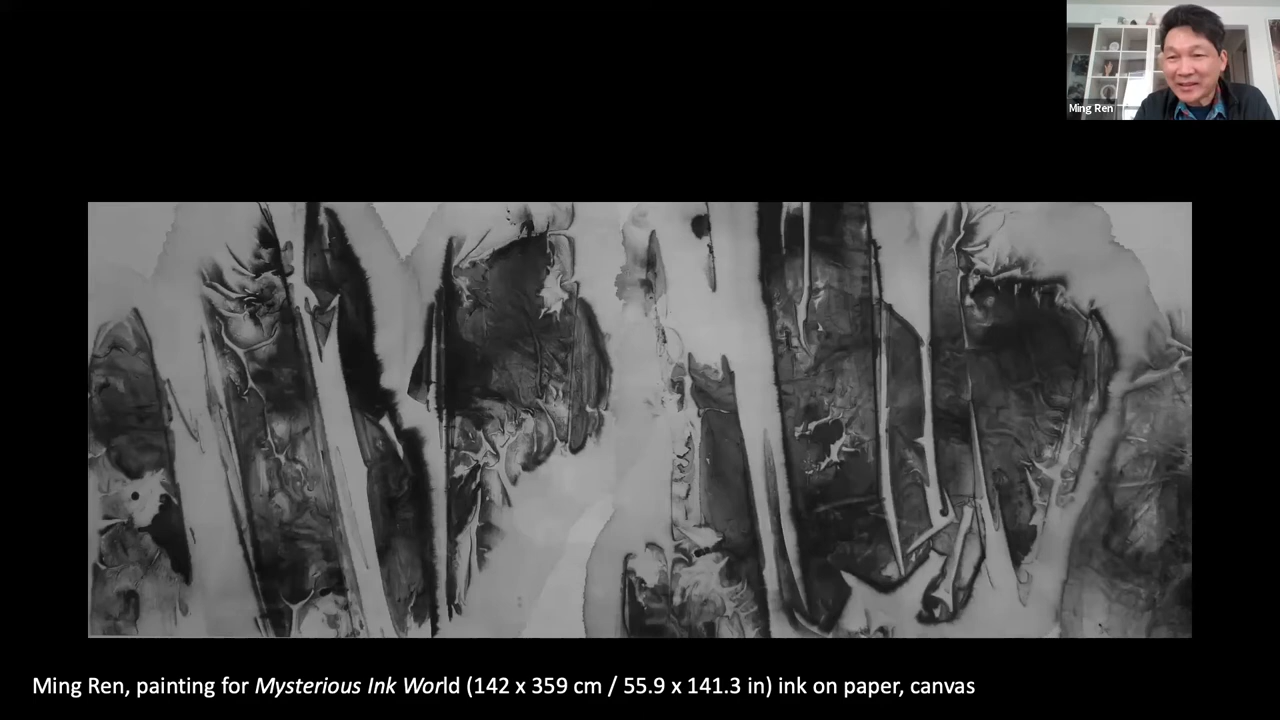 Ming Ren
Ming Ren, painting for Mysterious Ink World (142 x 359 cm / 55.9 x 141.3 in) ink on paper, canvas